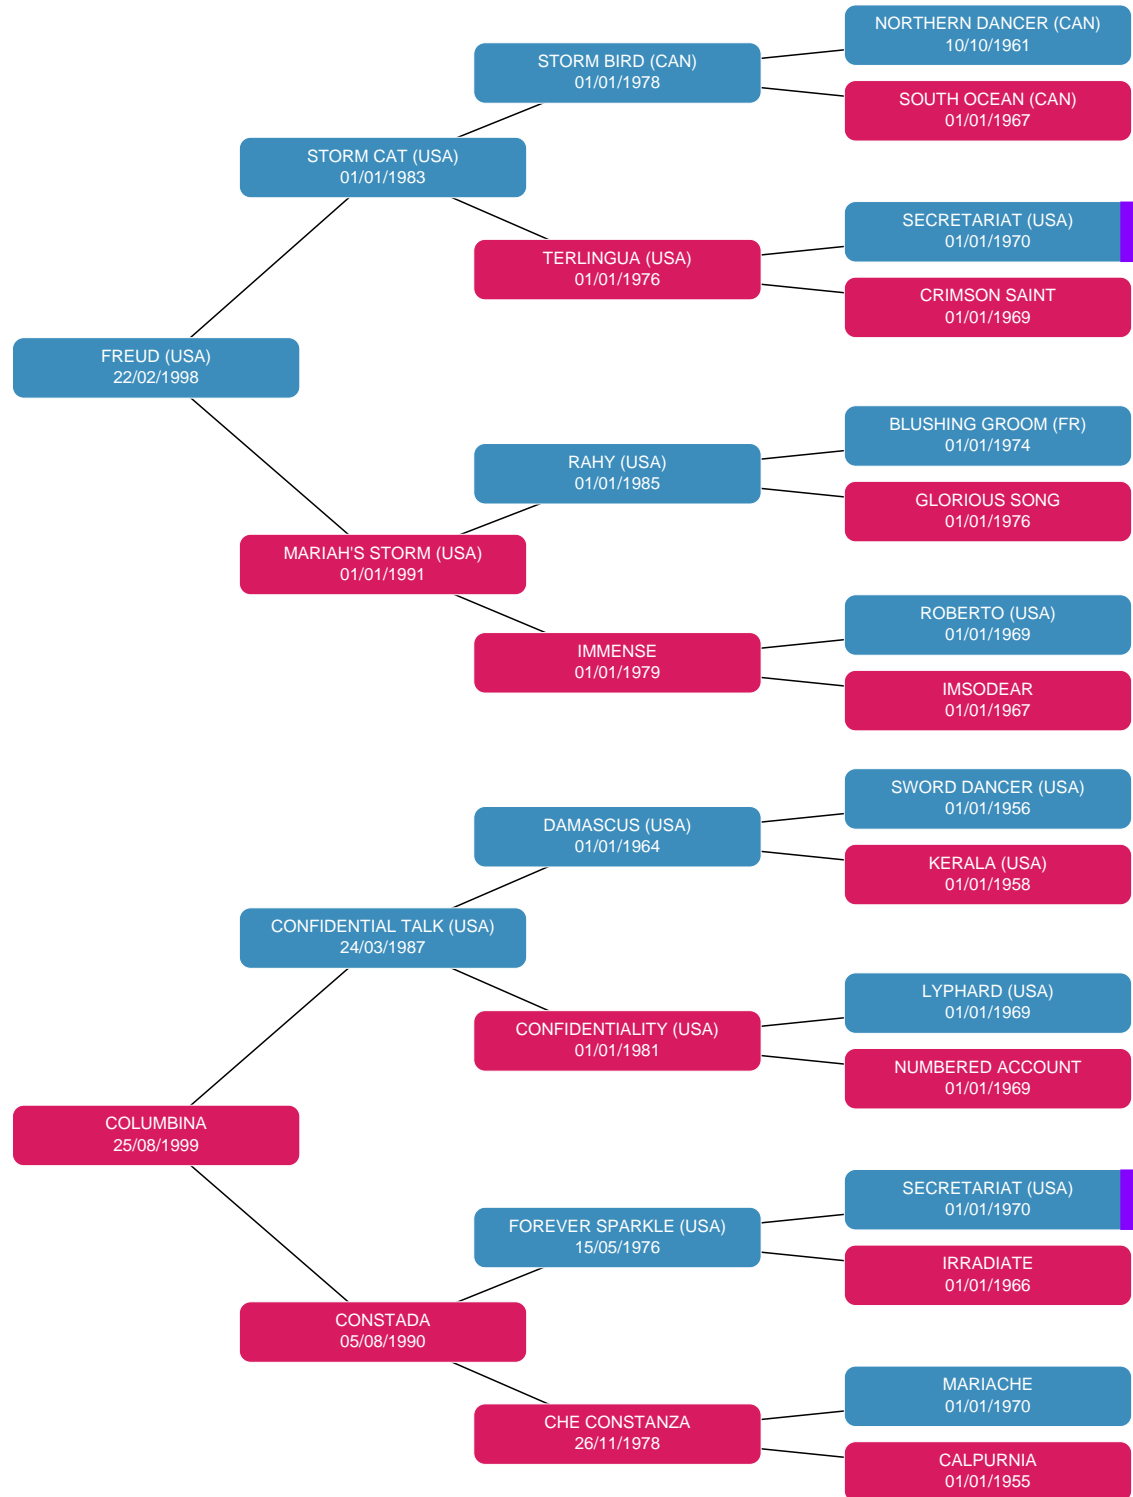 NORTHERN DANCER (CAN)
10/10/1961
STORM BIRD (CAN)
01/01/1978
SOUTH OCEAN (CAN)
01/01/1967
STORM CAT (USA)
01/01/1983
SECRETARIAT (USA)
01/01/1970
TERLINGUA (USA)
01/01/1976
CRIMSON SAINT
01/01/1969
FREUD (USA)
22/02/1998
BLUSHING GROOM (FR)
01/01/1974
RAHY (USA)
01/01/1985
GLORIOUS SONG
01/01/1976
MARIAH'S STORM (USA)
01/01/1991
ROBERTO (USA)
01/01/1969
IMMENSE
01/01/1979
IMSODEAR
01/01/1967
SWORD DANCER (USA)
01/01/1956
DAMASCUS (USA)
01/01/1964
KERALA (USA)
01/01/1958
CONFIDENTIAL TALK (USA)
24/03/1987
LYPHARD (USA)
01/01/1969
CONFIDENTIALITY (USA)
01/01/1981
NUMBERED ACCOUNT
01/01/1969
COLUMBINA
25/08/1999
SECRETARIAT (USA)
01/01/1970
FOREVER SPARKLE (USA)
15/05/1976
IRRADIATE
01/01/1966
CONSTADA
05/08/1990
MARIACHE
01/01/1970
CHE CONSTANZA
26/11/1978
CALPURNIA
01/01/1955